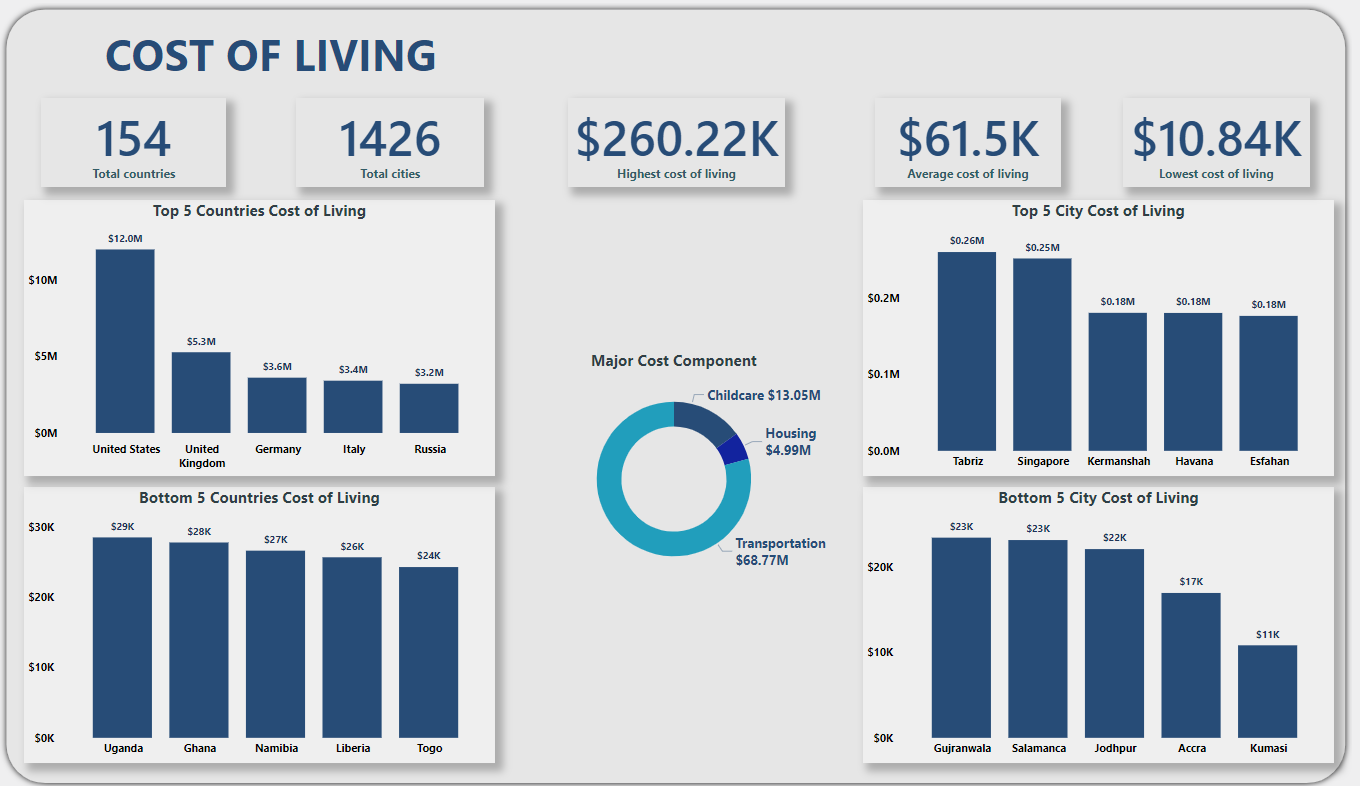 COST OF LIVING
154
Total countries
1426
Total cities
$260.22K
Highest cost of living
$61.5K
Average cost of living
$10.84K
Lowest cost of living
Top 5 Countries Cost of Living
$12.0M
$5.3M
$3.6M
$3.4M
$3.2M
$10M
$5M
$0M
United States
United
Kingdom
Germany
Italy
Russia
Bottom 5 Countries Cost of Living
$29K
$28K
$27K
$26K
$24K
$30K
$20K
$10K
$0K
Uganda
Ghana
Namibia
Liberia
Togo
Major Cost Component
Childcare $13.05M
Housing
$4.99M
Transportation
$68.77M
Top 5 City Cost of Living
$0.26M
$0.25M
$0.18M
$0.18M
$0.18M
$0.2M
$0.1M
$0.0M
Tabriz
Singapore
Kermanshah
Havana
Esfahan
Bottom 5 City Cost of Living
$23K
$23K
$22K
$17K
$11K
$20K
$10K
$0K
Gujranwala
Salamanca
Jodhpur
Accra
Kumasi